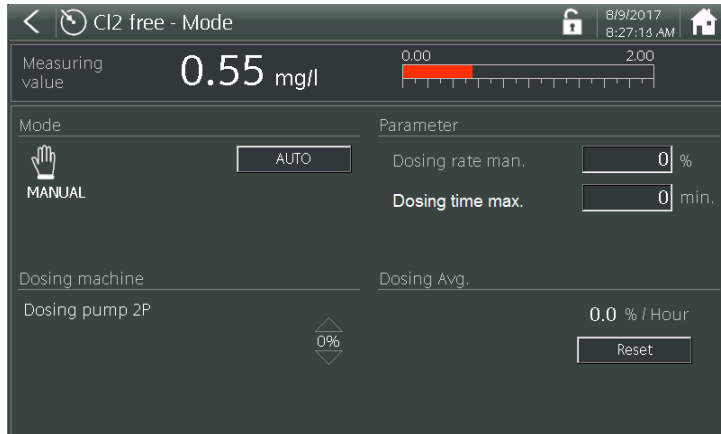 Cl2 free - Mode
8/9/2017
8:27:13 AM
Measuring value
0.55 mg/l
0.00 2.00
Mode
MANUAL
AUTO
Parameter
Dosing rate man. 0 %
Dosing time max. 0 min.
Dosing machine
Dosing pump 2P
0%
Dosing Avg.
0.0 % / Hour
Reset